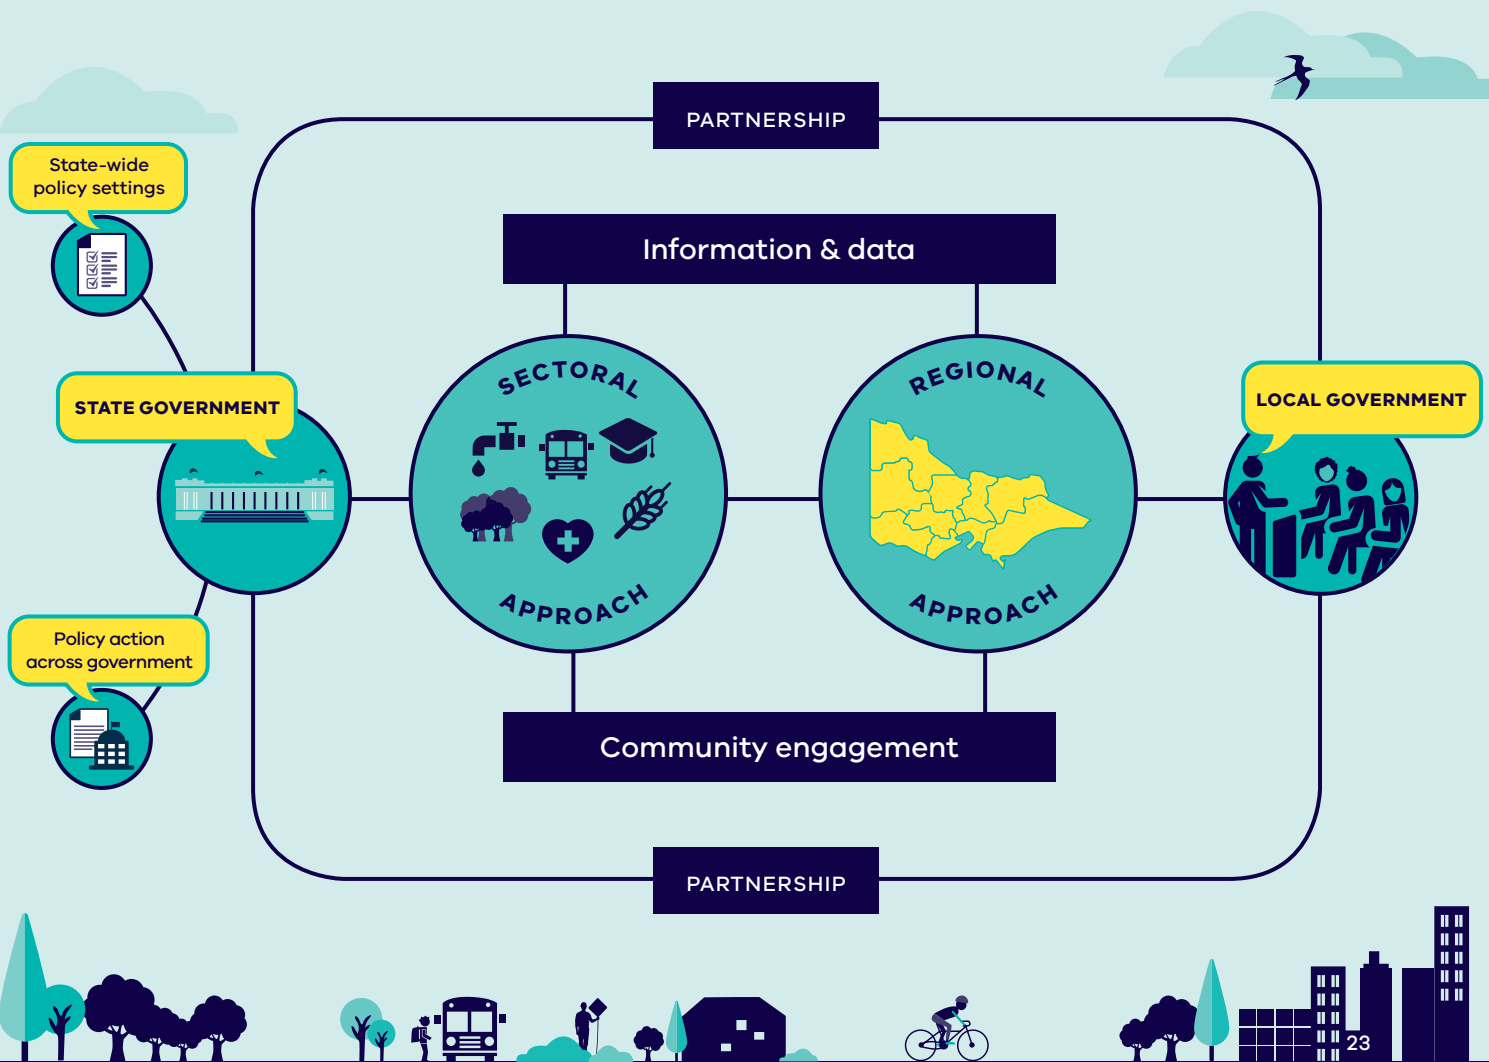 PARTNERSHIP
State-wide
policy settings
Information & data
STATE GOVERNMENT
SECTORAL
APPROACH
REGIONAL
APPROACH
LOCAL GOVERNMENT
Policy action
across government
Community engagement
PARTNERSHIP
23